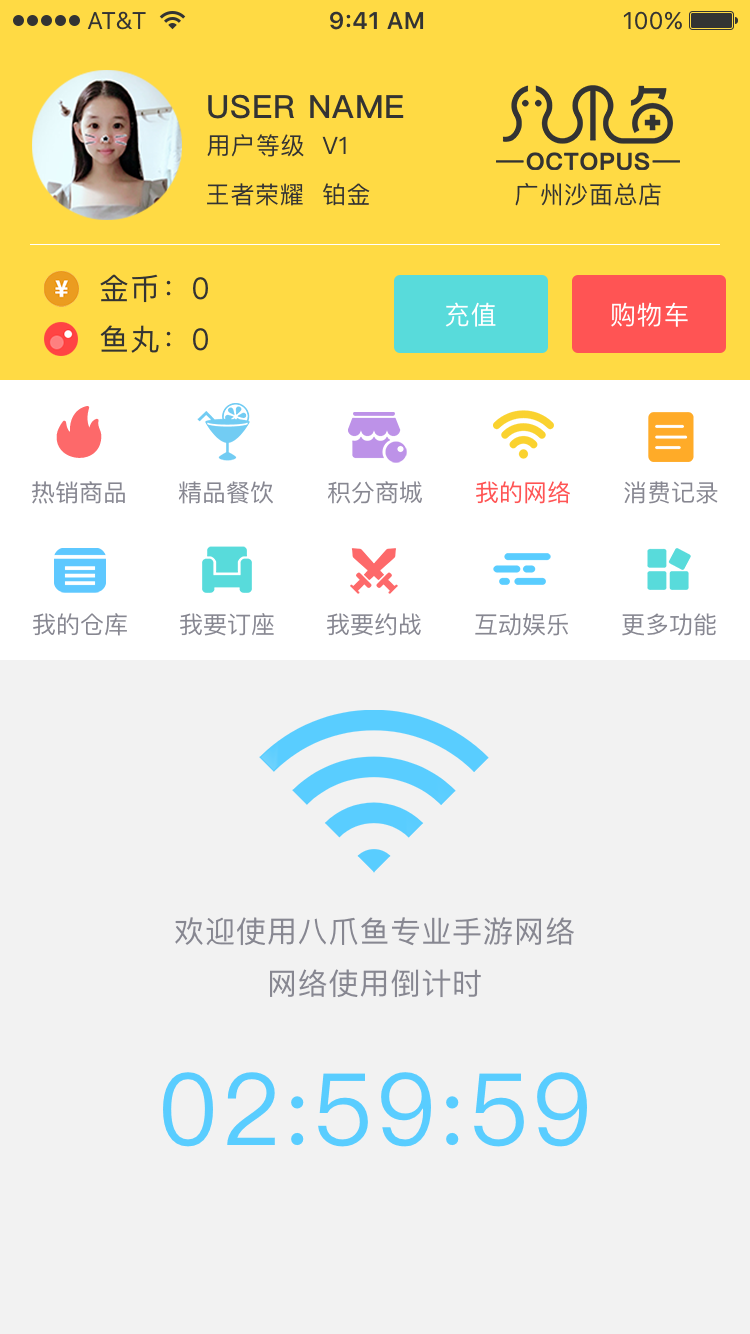 AT&T 9:41 AM 100%
USER NAME
用户等级 V1
王者荣耀 铂金
八爪鱼
OCTOPUS
广州沙面总店
¥ 金币：0
鱼丸：0
充值 购物车
热销商品 精品餐饮 积分商城 我的网络 消费记录
我的仓库 我要订座 我要约战 互动娱乐 更多功能
欢迎使用八爪鱼专业手游网络
网络使用倒计时
02:59:59